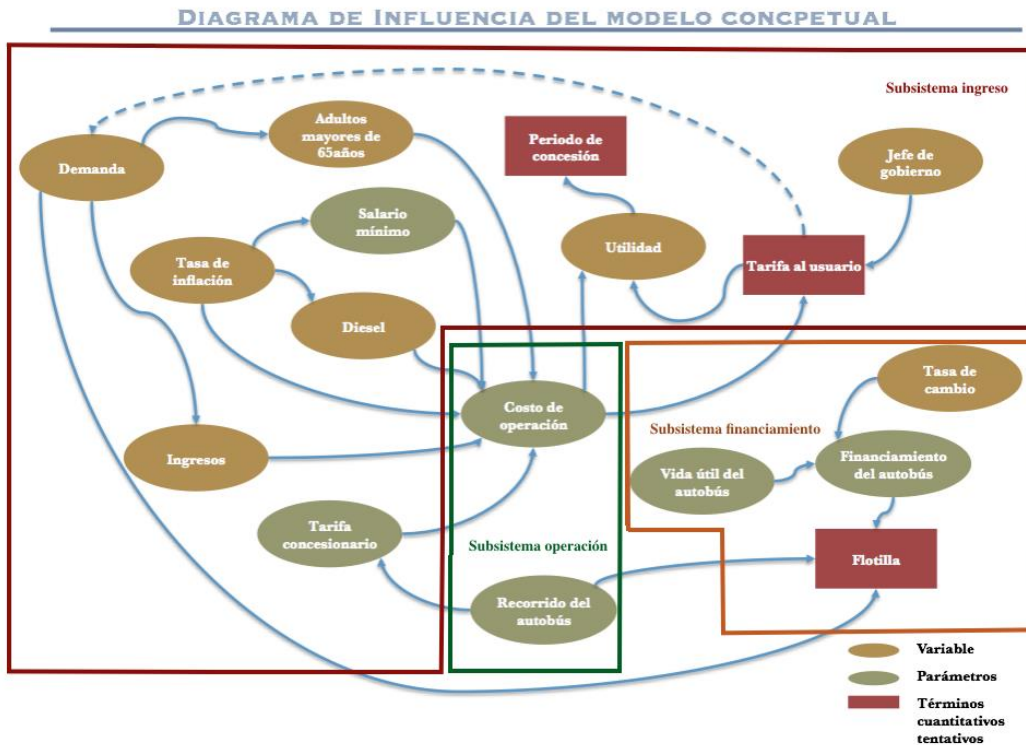 DIAGRAMA DE INFLUENCIA DEL MODELO CONCPETUAL
Subsistema ingreso
Adultos
mayores de
65años
Periodo de
concesión
Jefe de
gobierno
Demanda
Salario
mínimo
Utilidad
Tasa de
inflación
Tarifa al usuario
Diesel
Tasa de
cambio
Costo de
operación
Subsistema financiamiento
Ingresos
Vida útil del
autobús
Financiamiento
del autobús
Tarifa
concesionario
Subsistema operación
Flotilla
Recorrido del
autobús
Variable
Parámetros
Términos
cuantitativos
tentativos